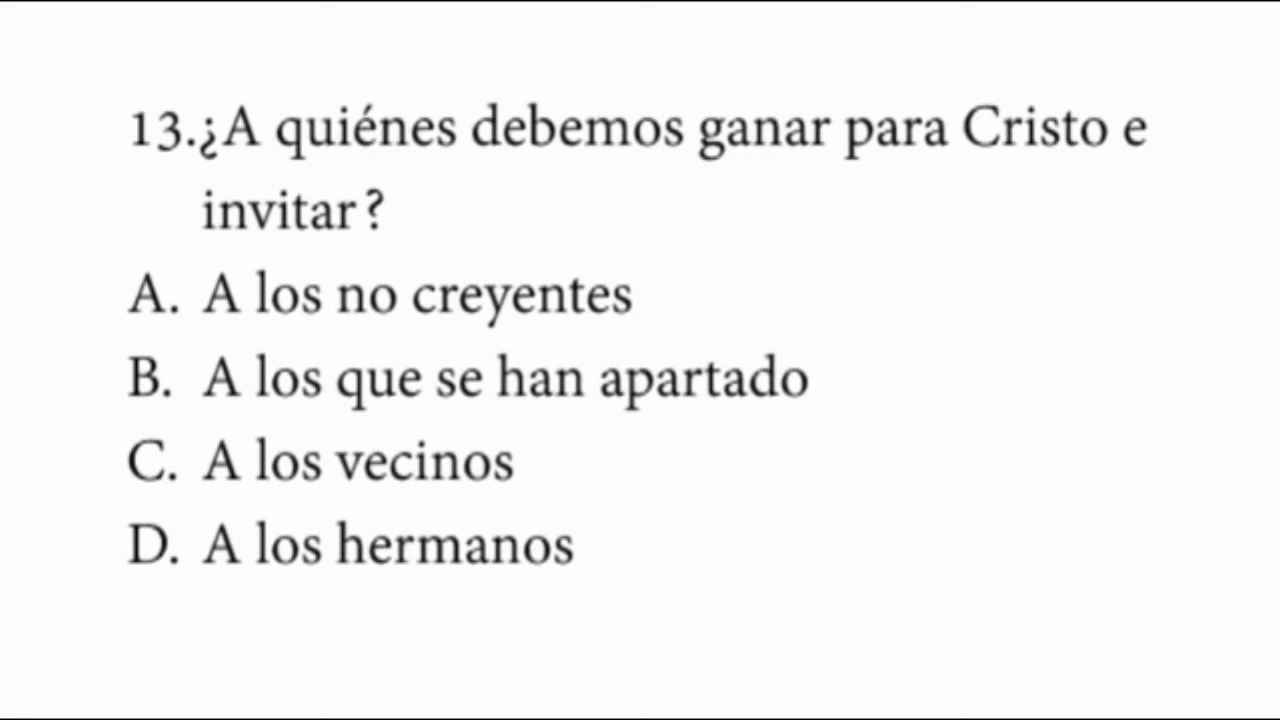 13.¿A quiénes debemos ganar para Cristo e
invitar?
A. A los no creyentes
B. A los que se han apartado
C. A los vecinos
D. A los hermanos